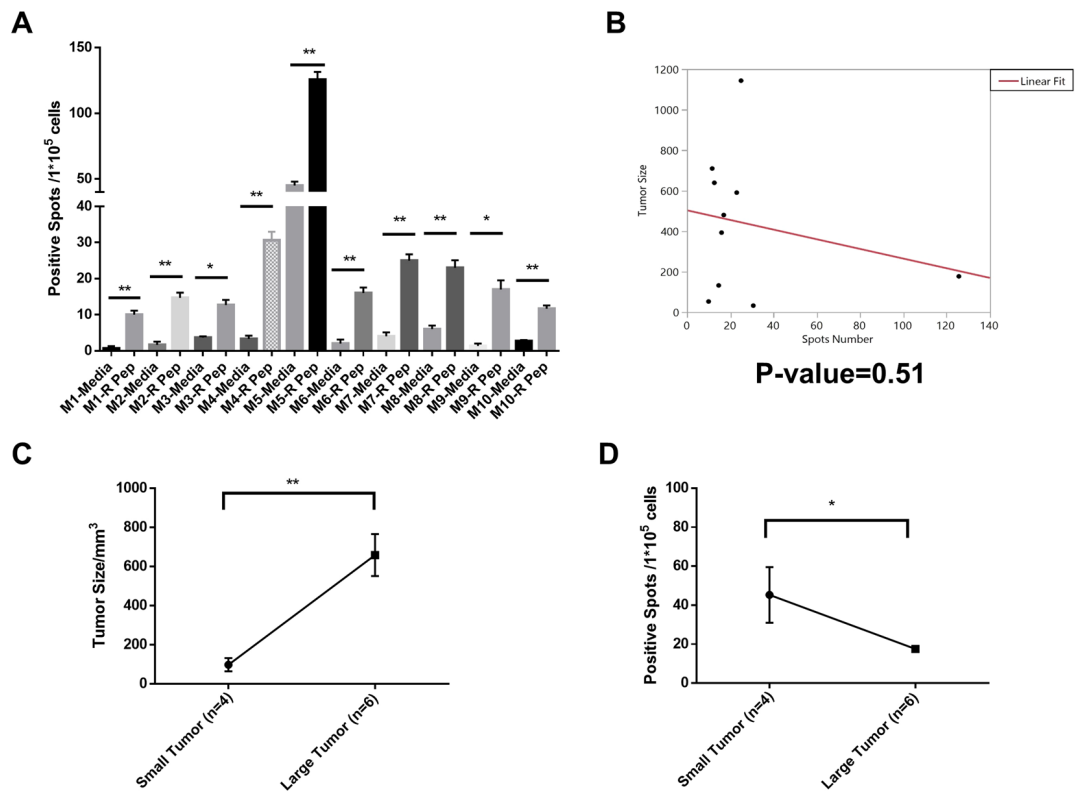 A
Positive Spots /1*10⁵ cells
150
100
50
40
30
20
10
0
**
**
*
**
**
**
**
**
*
**
M1-Media
M1-R Pep
M2-Media
M2-R Pep
M3-Media
M3-R Pep
M4-Media
M4-R Pep
M5-Media
M5-R Pep
M6-Media
M6-R Pep
M7-Media
M7-R Pep
M8-Media
M8-R Pep
M9-Media
M9-R Pep
M10-Media
M10-R Pep
B
Tumor Size
1200
1000
800
600
400
200
0
0 20 40 60 80 100 120 140
Spots Number
Linear Fit
P-value=0.51
C
Tumor Size/mm³
1000
800
600
400
200
0
**
Small Tumor (n=4)
Large Tumor (n=6)
D
Positive Spots /1*10⁵ cells
100
80
60
40
20
0
*
Small Tumor (n=4)
Large Tumor (n=6)